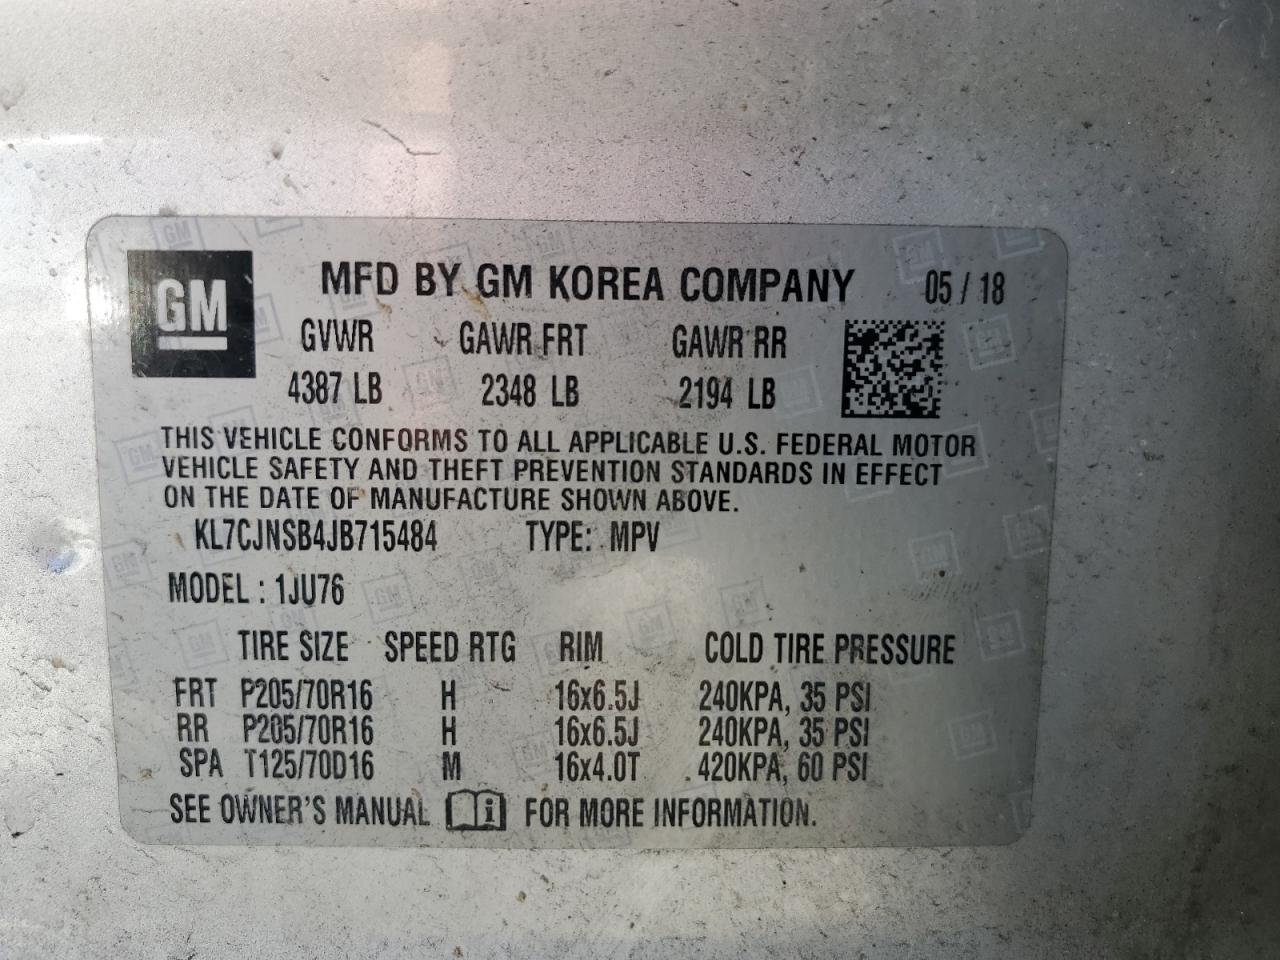 GM
MFD BY GM KOREA COMPANY 05 / 18
GVWR GAWR FRT GAWR RR
4387 LB 2348 LB 2194 LB
THIS VEHICLE CONFORMS TO ALL APPLICABLE U.S. FEDERAL MOTOR
VEHICLE SAFETY AND THEFT PREVENTION STANDARDS IN EFFECT
ON THE DATE OF MANUFACTURE SHOWN ABOVE.
KL7CJNSB4JB715484 TYPE: MPV
MODEL : 1JU76
TIRE SIZE SPEED RTG RIM COLD TIRE PRESSURE
FRT P205/70R16 H 16x6.5J 240KPA, 35 PSI
RR P205/70R16 H 16x6.5J 240KPA, 35 PSI
SPA T125/70D16 M 16x4.0T 420KPA, 60 PSI
SEE OWNER'S MANUAL i FOR MORE INFORMATION.